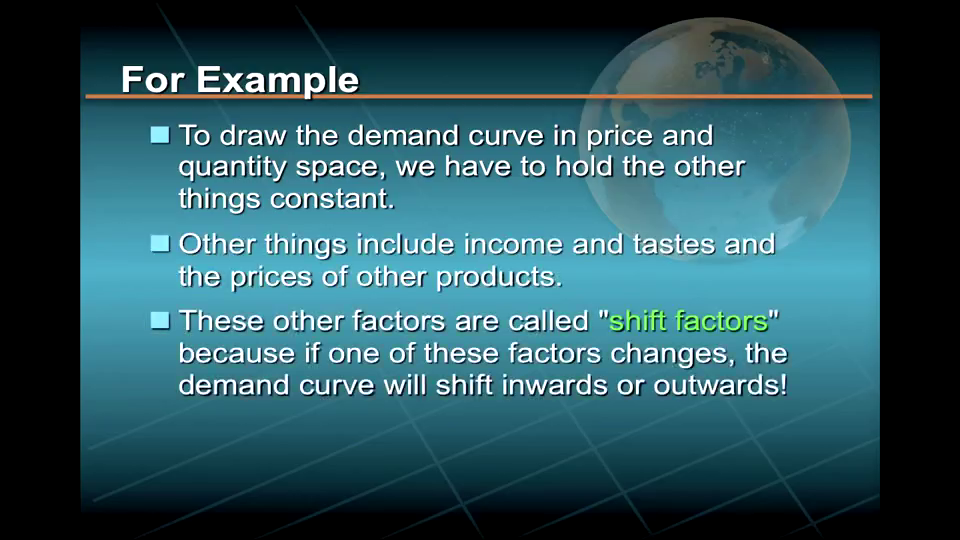 For Example
To draw the demand curve in price and
quantity space, we have to hold the other
things constant.
Other things include income and tastes and
the prices of other products.
These other factors are called "shift factors"
because if one of these factors changes, the
demand curve will shift inwards or outwards!